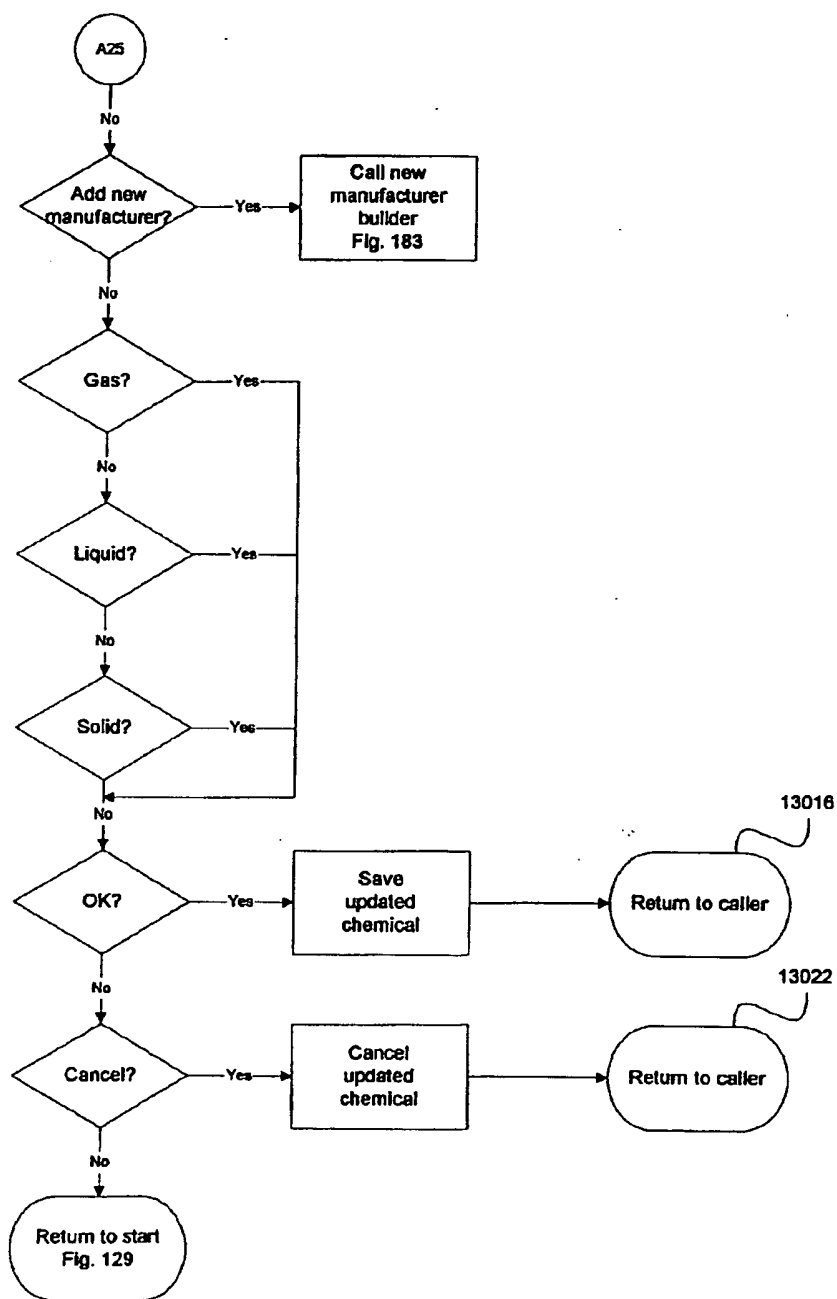 A25
No
Add new
manufacturer?
Yes
Call new
manufacturer
builder
Fig. 183
No
Gas?
Yes
No
Liquid?
Yes
No
Solid?
Yes
No
13016
OK?
Yes
Save
updated
chemical
Return to caller
No
13022
Cancel?
Yes
Cancel
updated
chemical
Return to caller
No
Return to start
Fig. 129